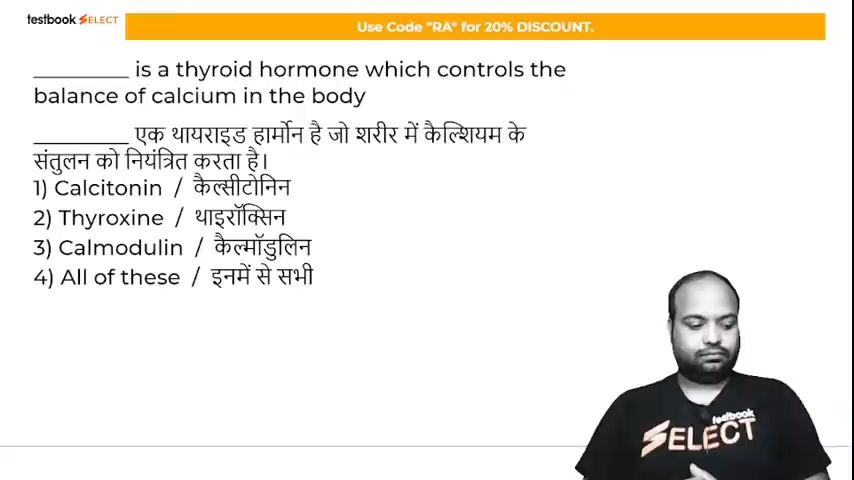 testbook SELECT
Use Code "RA" for 20% DISCOUNT.
_________ is a thyroid hormone which controls the
balance of calcium in the body
_________ एक थायराइड हार्मोन है जो शरीर में कैल्शियम के
संतुलन को नियंत्रित करता है।
1) Calcitonin / कैल्सीटोनिन
2) Thyroxine / थाइरॉक्सिन
3) Calmodulin / कैल्मॉडुलिन
4) All of these / इनमें से सभी
testbook
SELECT